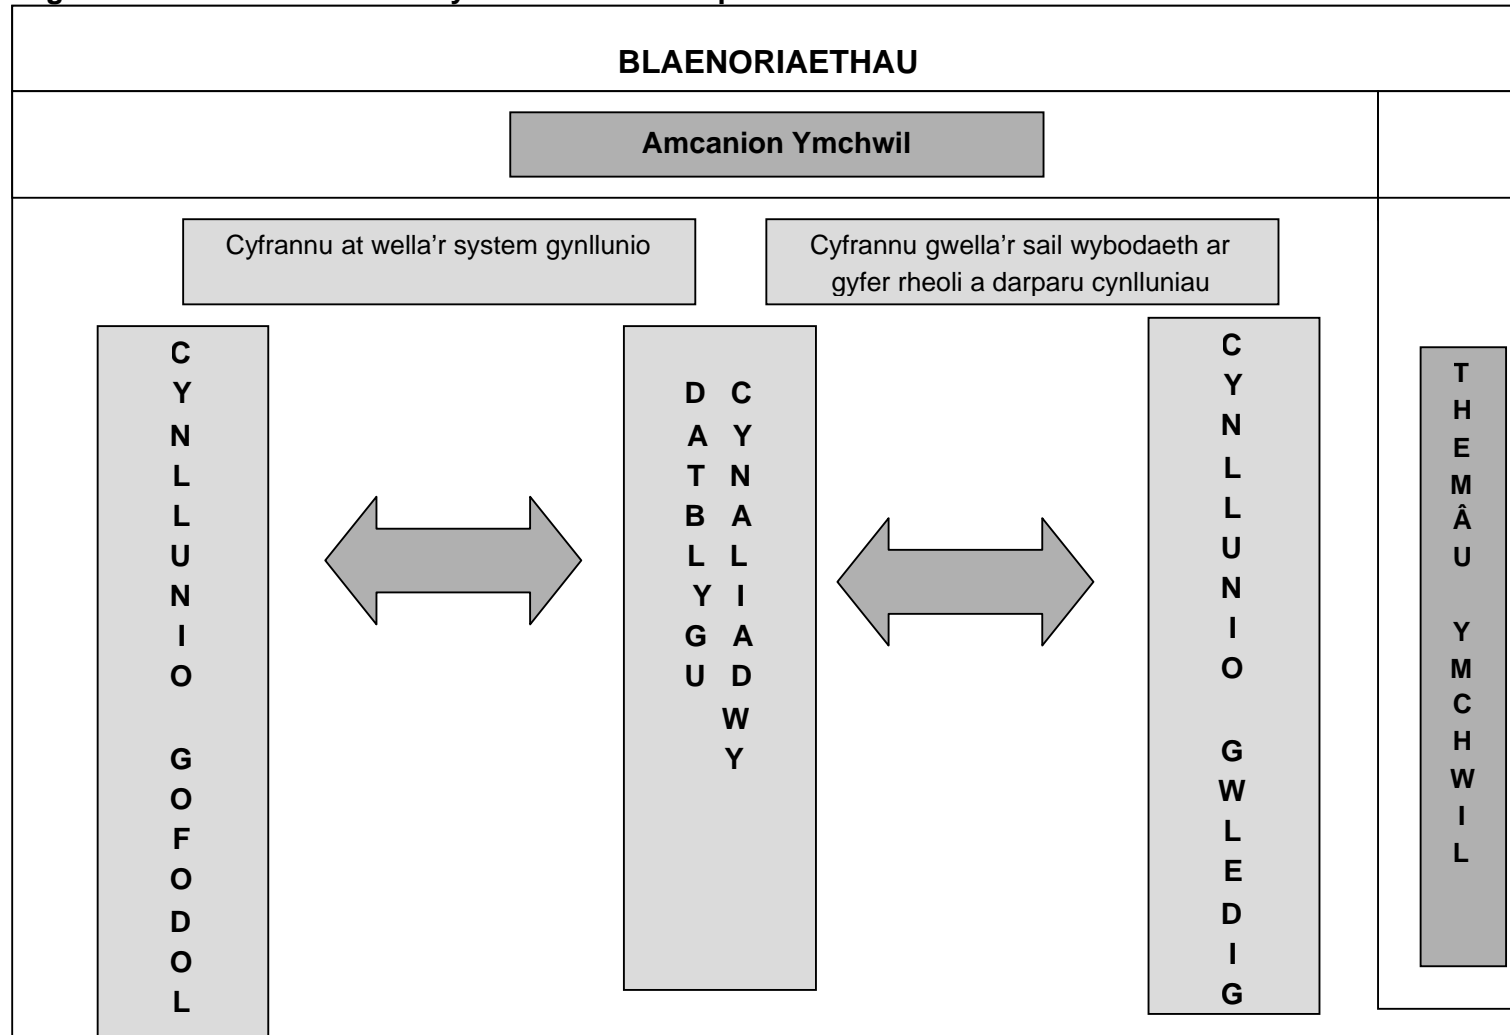 BLAENORIAETHAU
Amcanion Ymchwil
Cyfrannu at wella’r system gynllunio
Cyfrannu gwella’r sail wybodaeth ar
gyfer rheoli a darparu cynlluniau
CYNLLUNIO GOFODOL
DATBLYGU CYNALIADWY
CYNLLUNIO GWLEDIG
THEMÂU YMCHWIL